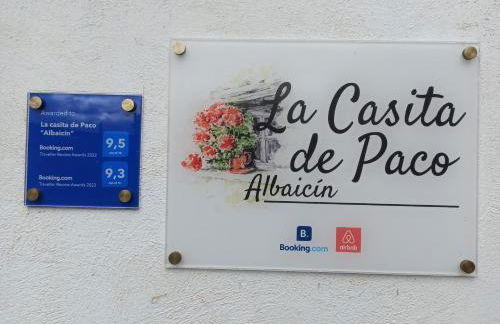 Awarded to:
La casita de Paco
"Albaicín"
Booking.com
Traveller Review Awards 2022
9,5
Booking.com
Traveller Review Awards 2023
9,3
La Casita
de Paco
Albaicín
B.
Booking.com
airbnb